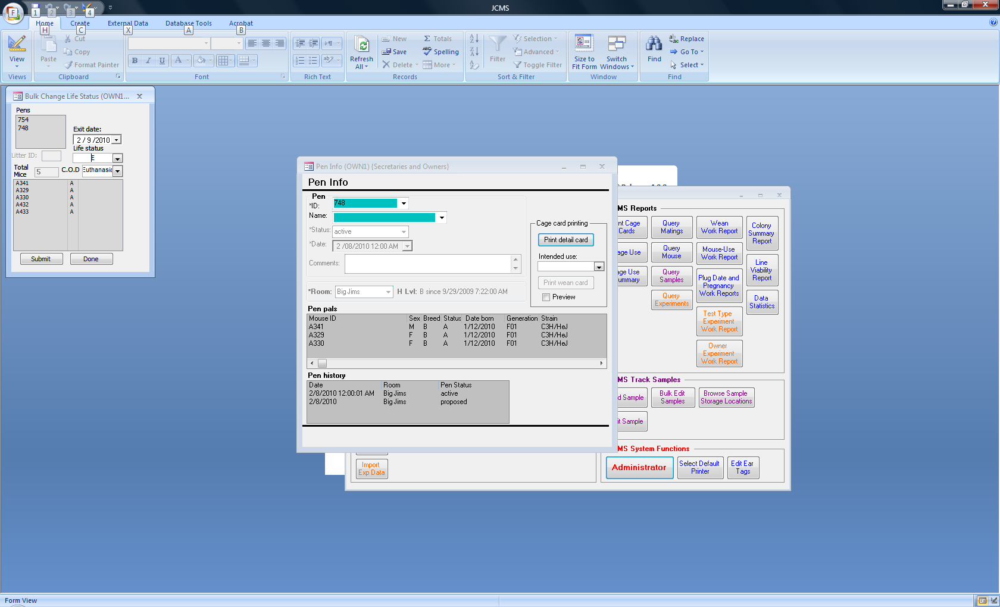 JCMS
F
1
2
3
4
Home
Create
External Data
Database Tools
Acrobat
H
C
X
A
B
View
Paste
Cut
Copy
Format Painter
Views
Clipboard
B I U
A
Font
ab
Rich Text
Refresh
All
New
Save
Delete
Totals
Spelling
More
Records
Filter
Selection
Advanced
Toggle Filter
Sort & Filter
Size to
Fit Form
Switch
Windows
Window
Find
Replace
Go To
Select
Find
Bulk Change Life Status (OWN1...
Pens
754
748
Exit date:
2 / 9 /2010
Life status
Litter ID:
E
Total
Mice
5
C.O.D
Euthanasia
A341 A
A329 A
A330 A
A432 A
A433 A
Submit
Done
Pen Info (OWN1) {Secretaries and Owners}
Pen Info
Pen
*ID:
748
Name:
*Status:
active
*Date:
2 /08/2010 12:00 AM
Comments:
*Room:
Big Jims
H Lvl: B since 9/29/2009 7:22:00 AM
Cage card printing
Print detail card
Intended use:
Print wean card
Preview
Pen pals
Mouse ID Sex Breed Status Date born Generation Strain
A341 M B A 1/12/2010 F01 C3H/HeJ
A329 F B A 1/12/2010 F01 C3H/HeJ
A330 F B A 1/12/2010 F01 C3H/HeJ
Pen history
Date Room Pen Status
2/8/2010 12:00:01 AM Big Jims active
2/8/2010 Big Jims proposed
MS Reports
nt Cage
Cards
Query
Matings
Wean
Work Report
Colony
Summary
Report
age Use
Query
Mouse
Mouse-Use
Work Report
Line
Viability
Report
age Use
ummary
Query
Samples
Plug Date and
Pregnancy
Work Reports
Query
Experiments
Data
Statistics
Test Type
Experiment
Work Report
Owner
Experiment
Work Report
MS Track Samples
d Sample
Bulk Edit
Samples
Browse Sample
Storage Locations
it Sample
MS System Functions
Administrator
Select Default
Printer
Edit Ear
Tags
Import
Exp Data
Form View